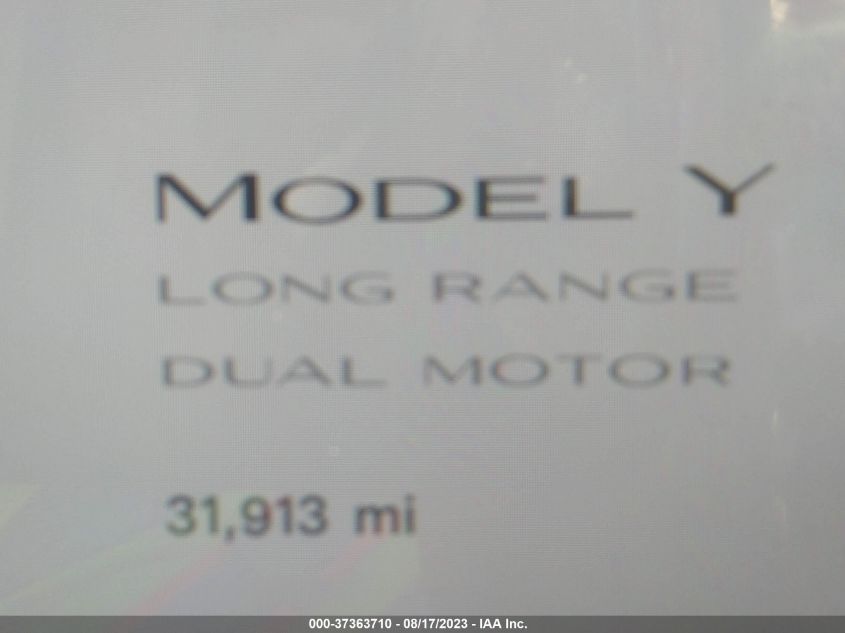 MODEL Y
LONG RANGE
DUAL MOTOR
31,913 mi
000-37363710 - 08/17/2023 - IAA Inc.